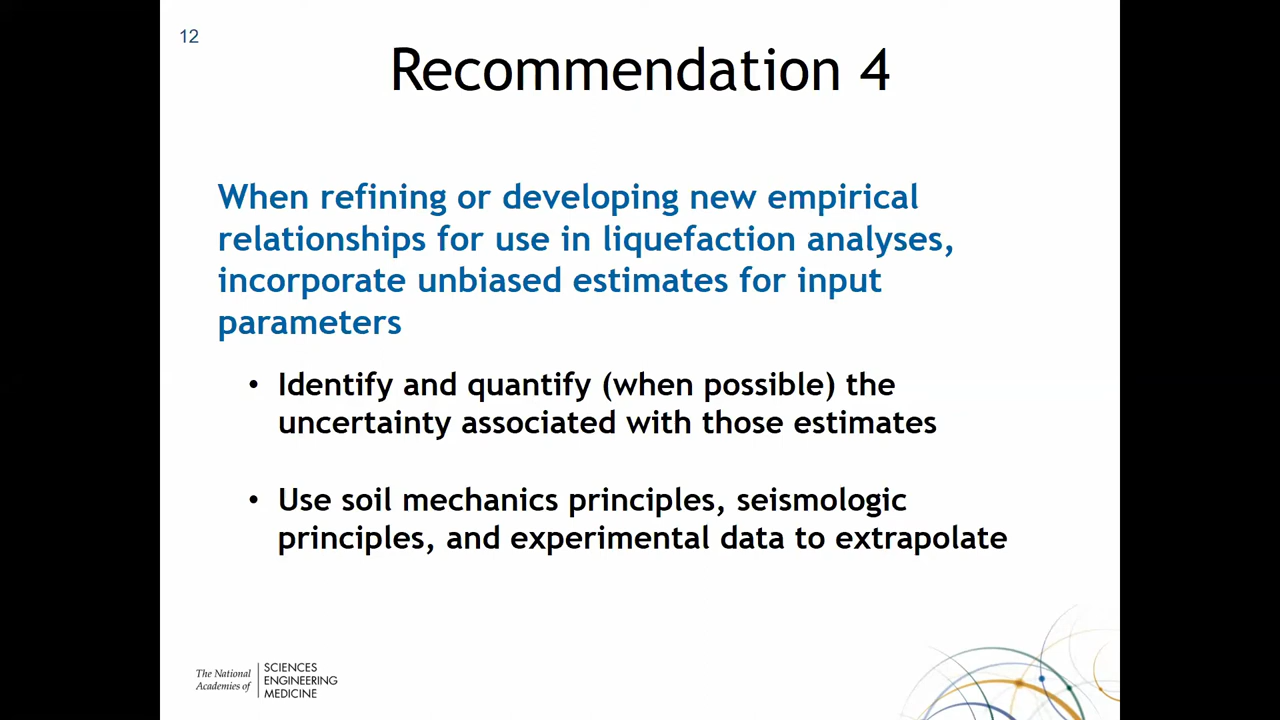 12
Recommendation 4
When refining or developing new empirical
relationships for use in liquefaction analyses,
incorporate unbiased estimates for input
parameters
• Identify and quantify (when possible) the
uncertainty associated with those estimates
• Use soil mechanics principles, seismologic
principles, and experimental data to extrapolate
The National
Academies of
SCIENCES
ENGINEERING
MEDICINE